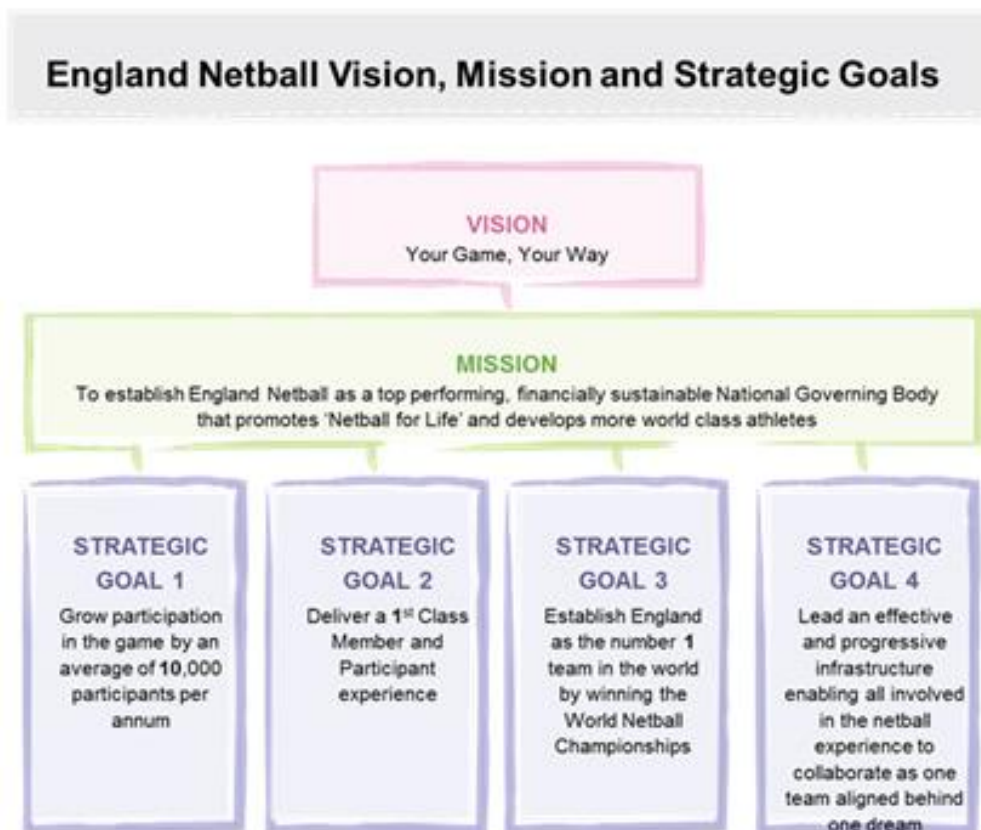 England Netball Vision, Mission and Strategic Goals
VISION
Your Game, Your Way
MISSION
To establish England Netball as a top performing, financially sustainable National Governing Body
that promotes ‘Netball for Life’ and develops more world class athletes
STRATEGIC
GOAL 1
Grow participation
in the game by an
average of 10,000
participants per
annum
STRATEGIC
GOAL 2
Deliver a 1st Class
Member and
Participant
experience
STRATEGIC
GOAL 3
Establish England
as the number 1
team in the world
by winning the
World Netball
Championships
STRATEGIC
GOAL 4
Lead an effective
and progressive
infrastructure
enabling all involved
in the netball
experience to
collaborate as one
team aligned behind
one dream